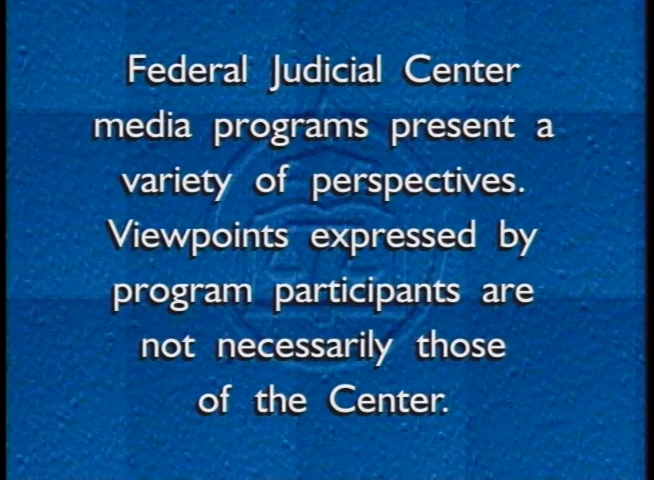 Federal Judicial Center
media programs present a
variety of perspectives.
Viewpoints expressed by
program participants are
not necessarily those
of the Center.